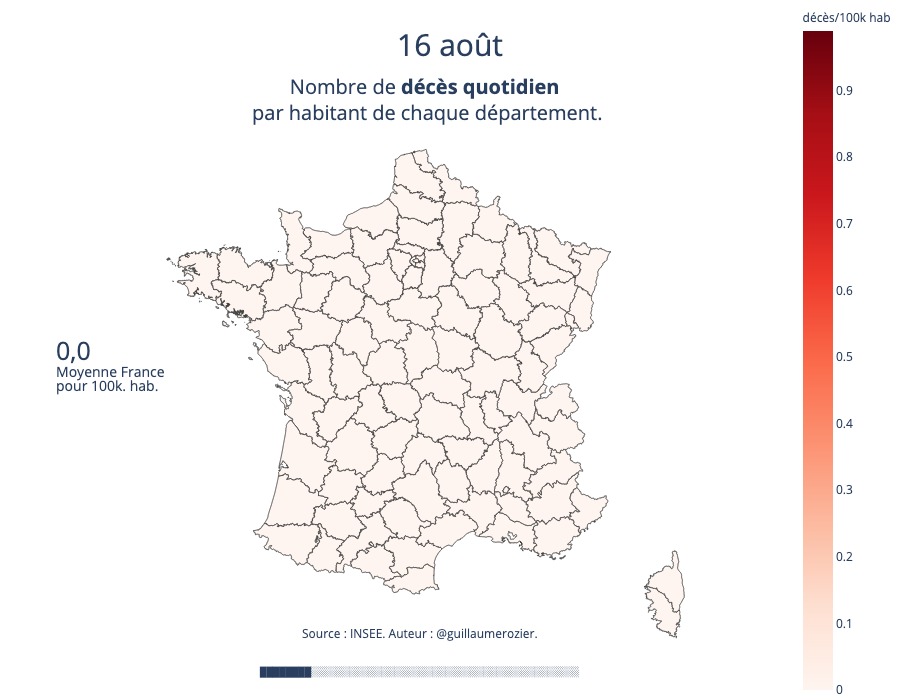 décès/100k hab
16 août
Nombre de décès quotidien
par habitant de chaque département.
0.9
0.8
0.7
0.6
0.5
0.4
0.3
0.2
0.1
0
0,0
Moyenne France
pour 100k. hab.
Source : INSEE. Auteur : @guillaumerozier.